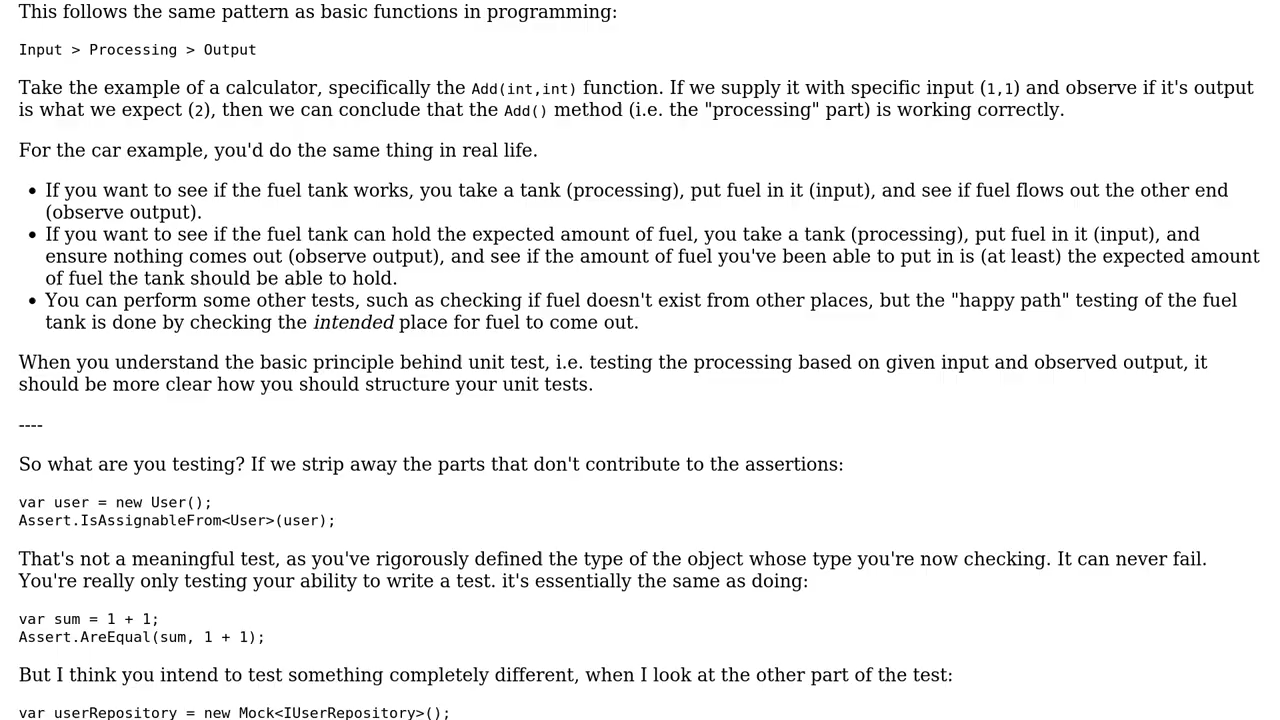 This follows the same pattern as basic functions in programming:
Input > Processing > Output
Take the example of a calculator, specifically the Add(int,int) function. If we supply it with specific input (1,1) and observe if it's output
is what we expect (2), then we can conclude that the Add() method (i.e. the "processing" part) is working correctly.
For the car example, you'd do the same thing in real life.
• If you want to see if the fuel tank works, you take a tank (processing), put fuel in it (input), and see if fuel flows out the other end
(observe output).
• If you want to see if the fuel tank can hold the expected amount of fuel, you take a tank (processing), put fuel in it (input), and
ensure nothing comes out (observe output), and see if the amount of fuel you've been able to put in is (at least) the expected amount
of fuel the tank should be able to hold.
• You can perform some other tests, such as checking if fuel doesn't exist from other places, but the "happy path" testing of the fuel
tank is done by checking the intended place for fuel to come out.
When you understand the basic principle behind unit test, i.e. testing the processing based on given input and observed output, it
should be more clear how you should structure your unit tests.
----
So what are you testing? If we strip away the parts that don't contribute to the assertions:
var user = new User();
Assert.IsAssignableFrom<User>(user);
That's not a meaningful test, as you've rigorously defined the type of the object whose type you're now checking. It can never fail.
You're really only testing your ability to write a test. it's essentially the same as doing:
var sum = 1 + 1;
Assert.AreEqual(sum, 1 + 1);
But I think you intend to test something completely different, when I look at the other part of the test:
var userRepository = new Mock<IUserRepository>();